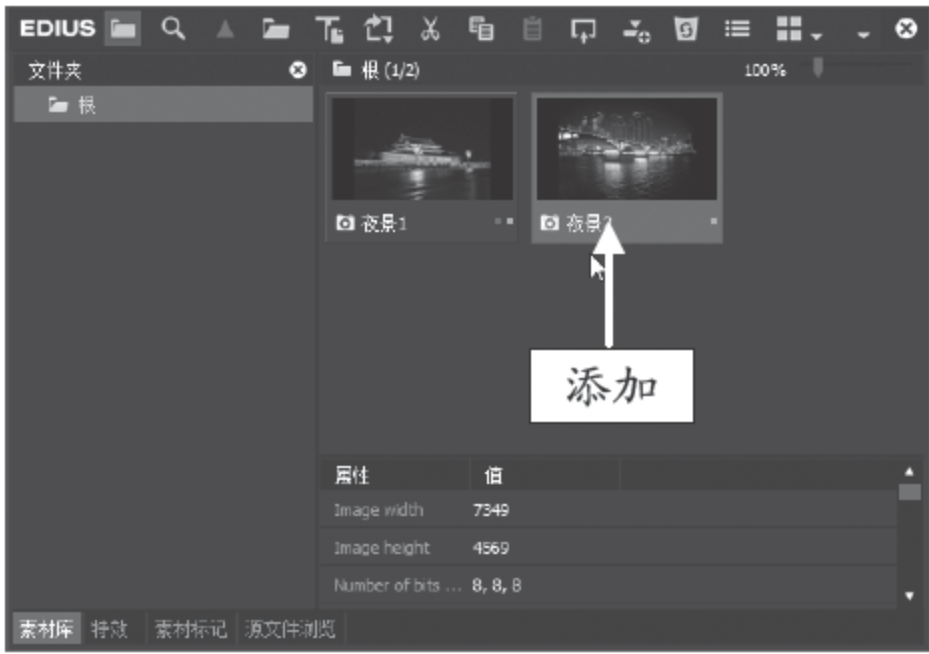 EDIUS
文件夹
根 (1/2)
100%
根
夜景1
夜景2
添加
属性 值
Image width 7349
Image height 4569
Number of bits ... 8, 8, 8
素材库 特效 素材标记 源文件浏览